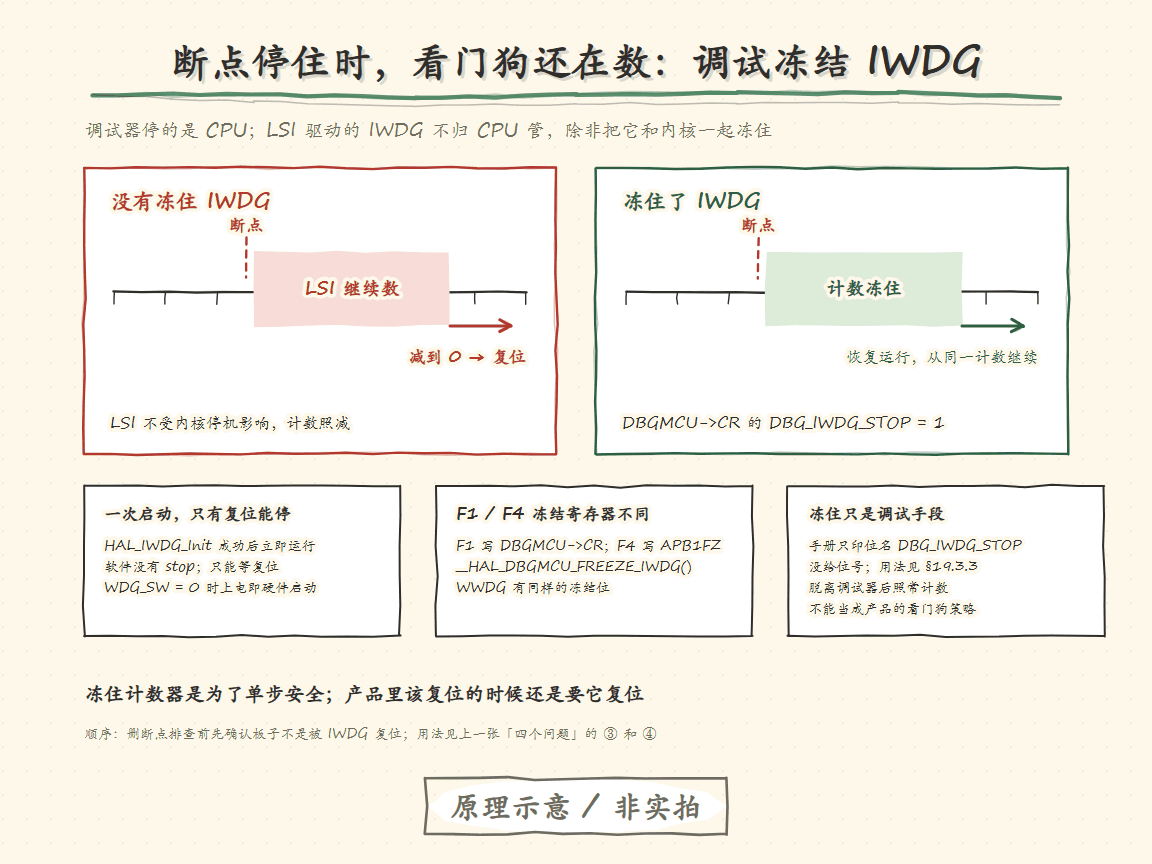 断点停住时，看门狗还在数：调试冻结 IWDG
调试器停的是 CPU；LSI 驱动的 IWDG 不归 CPU 管，除非把它和内核一起冻住
没有冻住 IWDG
断点
LSI 继续数
减到 0 → 复位
LSI 不受内核停机影响，计数照减
冻住了 IWDG
断点
计数冻住
恢复运行，从同一计数继续
DBGMCU->CR 的 DBG_IWDG_STOP = 1
一次启动，只有复位能停
HAL_IWDG_Init 成功后立即运行
软件没有 stop；只能等复位
WDG_SW = 0 时上电即硬件启动
F1 / F4 冻结寄存器不同
F1 写 DBGMCU->CR；F4 写 APB1FZ
__HAL_DBGMCU_FREEZE_IWDG()
WWDG 有同样的冻结位
冻住只是调试手段
手册只印位名 DBG_IWDG_STOP
没给位号；用法见 §19.3.3
脱离调试器后照常计数
不能当成产品的看门狗策略
冻住计数器是为了单步安全；产品里该复位的时候还是要它复位
顺序：删断点排查前先确认板子不是被 IWDG 复位；用法见上一张「四个问题」的 ③ 和 ④
原理示意 / 非实拍